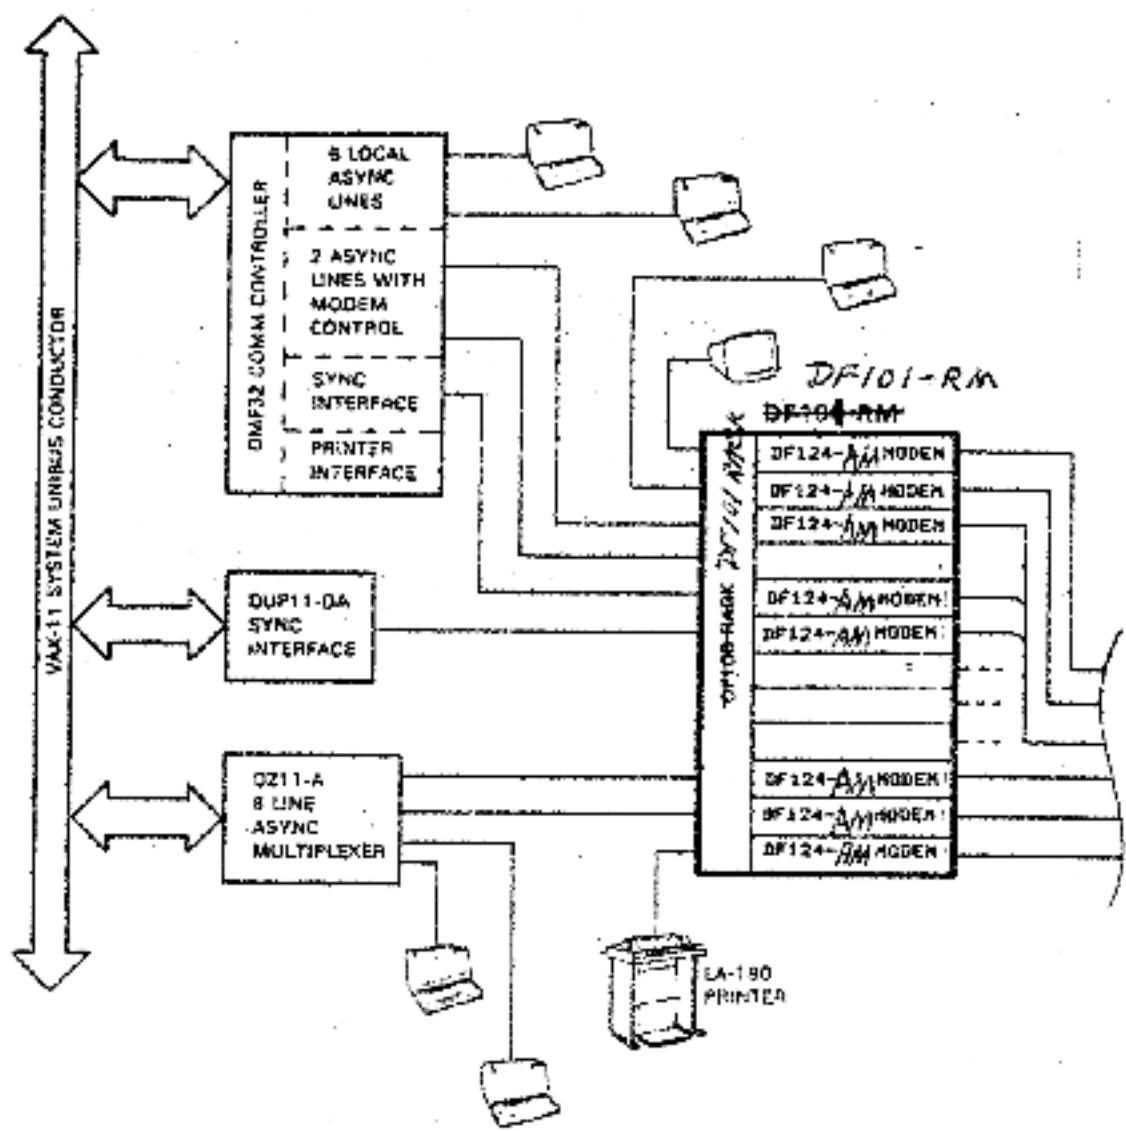 VAX-11 SYSTEM UNIBUS CONDUCTOR
DMF32 COMM CONTROLLER
6 LOCAL
ASYNC
LINES
2 ASYNC
LINES WITH
MODEM
CONTROL
SYNC
INTERFACE
PRINTER
INTERFACE
DUP11-DA
SYNC
INTERFACE
DZ11-A
8 LINE
ASYNC
MULTIPLEXER
DF101-RM
DF101 RACK
DF124-AM MODEM
DF124-AM MODEM
DF124-AM MODEM
DF124-AM MODEM
DF124-AM MODEM
DF124-AM MODEM
DF124-AM MODEM
DF124-AM MODEM
LA-180
PRINTER